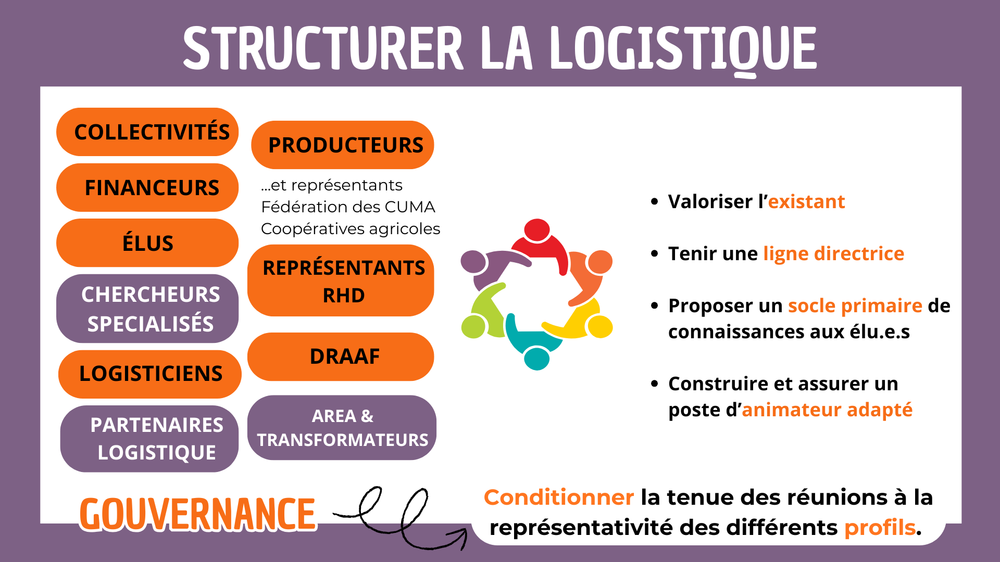 STRUCTURER LA LOGISTIQUE
COLLECTIVITÉS
FINANCEURS
ÉLUS
CHERCHEURS
SPECIALISÉS
LOGISTICIENS
PARTENAIRES
LOGISTIQUE
PRODUCTEURS
...et représentants
Fédération des CUMA
Coopératives agricoles
REPRÉSENTANTS
RHD
DRAAF
AREA &
TRANSFORMATEURS
• Valoriser l’existant
• Tenir une ligne directrice
• Proposer un socle primaire de
connaissances aux élu.e.s
• Construire et assurer un
poste d’animateur adapté
GOUVERNANCE
Conditionner la tenue des réunions à la
représentativité des différents profils.